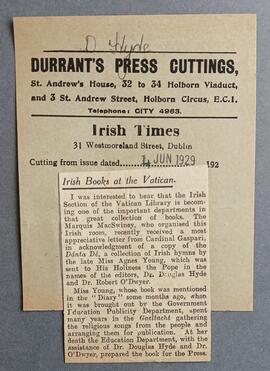 D. Hyde
DURRANT'S PRESS CUTTINGS,
St. Andrew's House, 32 to 34 Holborn Viaduct,
and 3 St. Andrew Street, Holborn Circus, E.C.1.
Telephone: CITY 4963.
Irish Times
31 Westmoreland Street, Dublin
Cutting from issue dated 14 JUN 1929 192
Irish Books at the Vatican.
I was interested to hear that the Irish
Section of the Vatican Library is becom-
ing one of the important departments in
that great collection of books. The
Marquis MacSwiney, who organised this
Irish room, recently received a most
appreciative letter from Cardinal Gaspari,
in acknowledgment of a copy of the
Dánta Dé, a collection of Irish hymns by
the late Miss Agnes Young, which was
sent to His Holiness the Pope in the
names of the editors, Dr. Douglas Hyde
and Dr. Robert O'Dwyer.
Miss Young, whose book was mentioned
in the "Diary" some months ago, when
it was brought out by the Government
Education Publicity Department, spent
many years in the Gaeltacht gathering
the religious songs from the people and
arranging them for publication. At her
death the Education Department, with the
assistance of Dr. Douglas Hyde and Dr.
O'Dwyer, prepared the book for the Press.